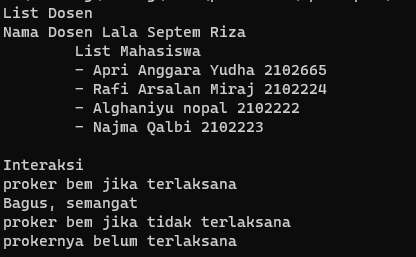 List Dosen
Nama Dosen Lala Septem Riza
List Mahasiswa
- Apri Anggara Yudha 2102665
- Rafi Arsalan Miraj 2102224
- Alghaniyu nopal 2102222
- Najma Qalbi 2102223
Interaksi
proker bem jika terlaksana
Bagus, semangat
proker bem jika tidak terlaksana
prokernya belum terlaksana